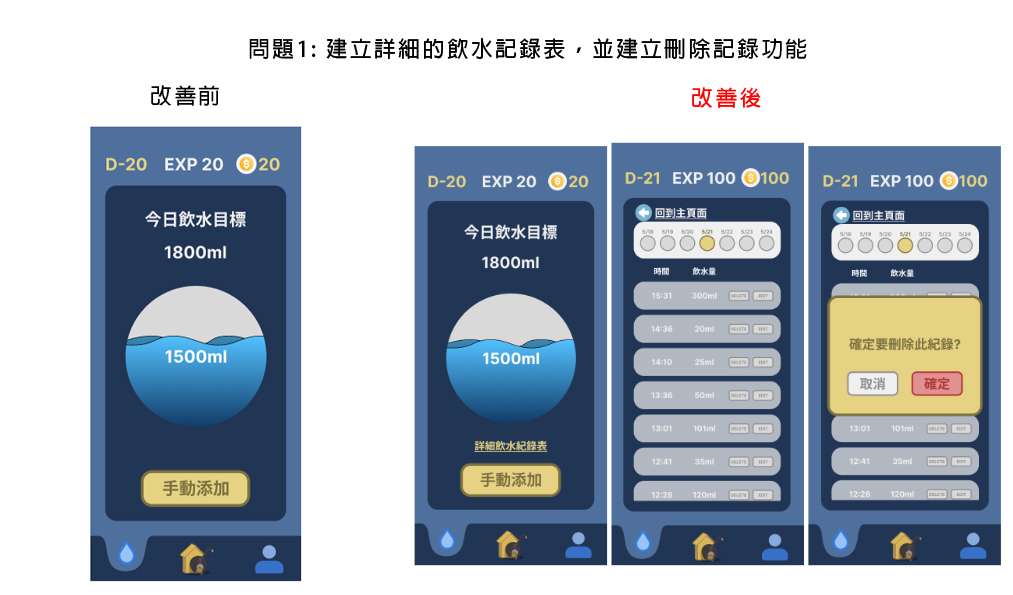 問題1: 建立詳細的飲水記錄表，並建立刪除記錄功能
改善前
改善後
D-20 EXP 20 $ 20
今日飲水目標
1800ml
1500ml
手動添加
D-20 EXP 20 $ 20
今日飲水目標
1800ml
1500ml
詳細飲水紀錄表
手動添加
D-21 EXP 100 $ 100
回到主頁面
5/18 5/19 5/20 5/21 5/22 5/23 5/24
時間 飲水量
15:31 300ml DELETE EDIT
14:36 20ml DELETE EDIT
14:10 25ml DELETE EDIT
13:36 50ml DELETE EDIT
13:01 101ml DELETE EDIT
12:41 35ml DELETE EDIT
12:28 120ml DELETE EDIT
D-21 EXP 100 $ 100
回到主頁面
5/18 5/19 5/20 5/21 5/22 5/23 5/24
時間 飲水量
確定要刪除此紀錄?
取消 確定
13:01 101ml DELETE EDIT
12:41 35ml DELETE EDIT
12:28 120ml DELETE EDIT